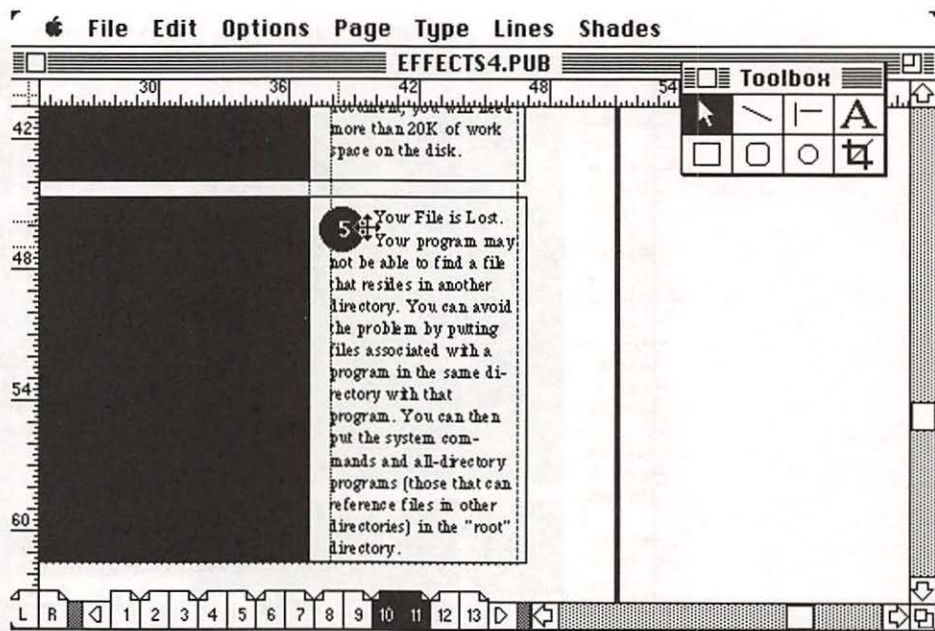 File Edit Options Page Type Lines Shades
EFFECTS4.PUB
30 36 42 48 54
Toolbox
A
42
48
54
60
document, you will need
more than 20K of work
space on the disk.
5
Your File is Lost.
Your program may
not be able to find a file
that resides in another
directory. You can avoid
the problem by putting
files associated with a
program in the same di-
rectory with that
program. You can then
put the system com-
mands and all-directory
programs (those that can
reference files in other
directories) in the "root"
directory.
L R 1 2 3 4 5 6 7 8 9 10 11 12 13